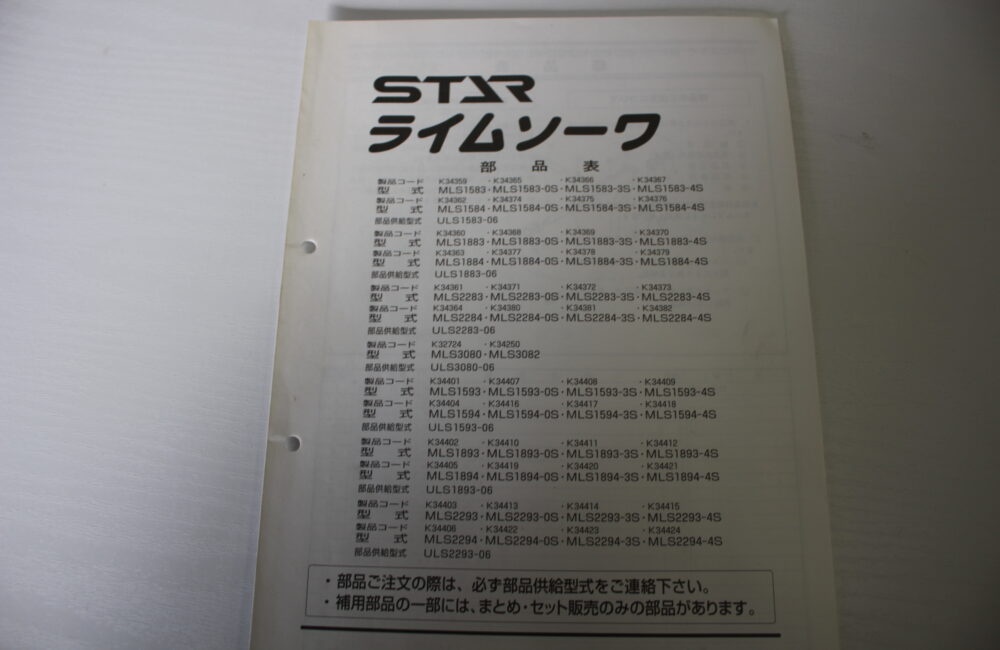 STAR
ライムソーワ
部品表
製品コード K34359 ・K34365 ・K34366 ・K34367
型式 MLS1583・MLS1583-0S・MLS1583-3S・MLS1583-4S
製品コード K34362 ・K34374 ・K34375 ・K34376
型式 MLS1584・MLS1584-0S・MLS1584-3S・MLS1584-4S
部品供給型式 ULS1583-06
製品コード K34360 ・K34368 ・K34369 ・K34370
型式 MLS1883・MLS1883-0S・MLS1883-3S・MLS1883-4S
製品コード K34363 ・K34377 ・K34378 ・K34379
型式 MLS1884・MLS1884-0S・MLS1884-3S・MLS1884-4S
部品供給型式 ULS1883-06
製品コード K34361 ・K34371 ・K34372 ・K34373
型式 MLS2283・MLS2283-0S・MLS2283-3S・MLS2283-4S
製品コード K34364 ・K34380 ・K34381 ・K34382
型式 MLS2284・MLS2284-0S・MLS2284-3S・MLS2284-4S
部品供給型式 ULS2283-06
製品コード K32724 ・K34250
型式 MLS3080・MLS3082
部品供給型式 ULS3080-06
製品コード K34401 ・K34407 ・K34408 ・K34409
型式 MLS1593・MLS1593-0S・MLS1593-3S・MLS1593-4S
製品コード K34404 ・K34416 ・K34417 ・K34418
型式 MLS1594・MLS1594-0S・MLS1594-3S・MLS1594-4S
部品供給型式 ULS1593-06
製品コード K34402 ・K34410 ・K34411 ・K34412
型式 MLS1893・MLS1893-0S・MLS1893-3S・MLS1893-4S
製品コード K34405 ・K34419 ・K34420 ・K34421
型式 MLS1894・MLS1894-0S・MLS1894-3S・MLS1894-4S
部品供給型式 ULS1893-06
製品コード K34403 ・K34413 ・K34414 ・K34415
型式 MLS2293・MLS2293-0S・MLS2293-3S・MLS2293-4S
製品コード K34406 ・K34422 ・K34423 ・K34424
型式 MLS2294・MLS2294-0S・MLS2294-3S・MLS2294-4S
部品供給型式 ULS2293-06
・部品ご注文の際は、必ず部品供給型式をご連絡下さい。
・補用部品の一部には、まとめ・セット販売のみの部品があります。